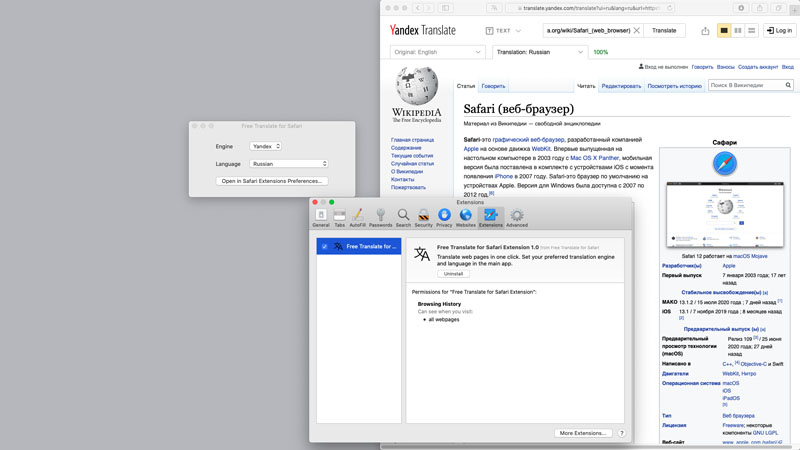 translate.yandex.com/translate?ui=ru&lang=ru&url=http
Yandex Translate
TEXT
a.org/wiki/Safari_(web_browser)
Translate
Log in
Original: English
Translation: Russian
100%
Вход не выполнен Говорить Взносы Создать аккаунт Вход
Статья Говорить
Читать Редактировать Посмотреть историю
Поиск В Википедии
WIKIPEDIA
The Free Encyclopedia
Главная страница
Содержание
Текущие события
Случайная статья
О Википедии
Контакты
Пожертвовать
Safari (веб-браузер)
Материал из Википедии — свободной энциклопедии
Safari-это графический веб-браузер, разработанный компанией
Apple на основе движка WebKit. Впервые выпущенная на
настольном компьютере в 2003 году с Mac OS X Panther, мобильная
версия была поставлена в комплекте с устройствами iOS с момента
появления iPhone в 2007 году. Safari-это браузер по умолчанию на
устройствах Apple. Версия для Windows была доступна с 2007 по
2012 год.[6]
Сафари
Safari 12 работает на macOS Mojave
Разработчик(ы) Apple
Первый выпуск 7 января 2003 года; 17 лет
назад
Стабильное высвобождение(ы) [±]
МАКО 13.1.2 / 15 июля 2020 года ; 7 дней назад [1]
iOS 13.1 / 7 ноября 2019 года ; 8 месяцев назад
[2]
Предварительный выпуск (ы) [±]
Предварительный
просмотр технологии
(macOS)
Релиз 109 [3] / 25 июня
2020 года; 27 дней
назад
Написано в C++, [4] Objective-C и Swift
Двигатели WebKit, Нитро
Операционная система macOS
iOS
iPadOS
[5]
Тип Веб браузера
Лицензия Freeware; некоторые
компоненты GNU LGPL
Веб-сайт www.apple.com/safari/
Free Translate for Safari
Engine Yandex
Language Russian
Open in Safari Extensions Preferences...
Extensions
General Tabs AutoFill Passwords Search Security Privacy Websites Extensions Advanced
Free Translate for ...
Free Translate for Safari Extension 1.0 from Free Translate for Safari
Translate web pages in one click. Set your preferred translation engine
and language in the main app.
Uninstall
Permissions for "Free Translate for Safari Extension":
Browsing History
Can see when you visit:
• all webpages
More Extensions...
?